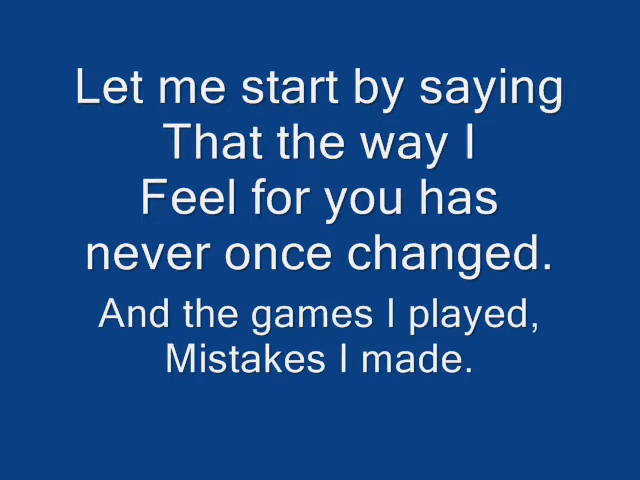 Let me start by saying
That the way I
Feel for you has
never once changed.
And the games I played,
Mistakes I made.